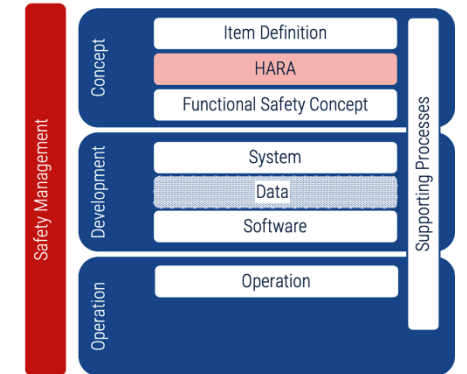 Safety Management
Concept
Item Definition
HARA
Functional Safety Concept
Development
System
Data
Software
Operation
Operation
Supporting Processes